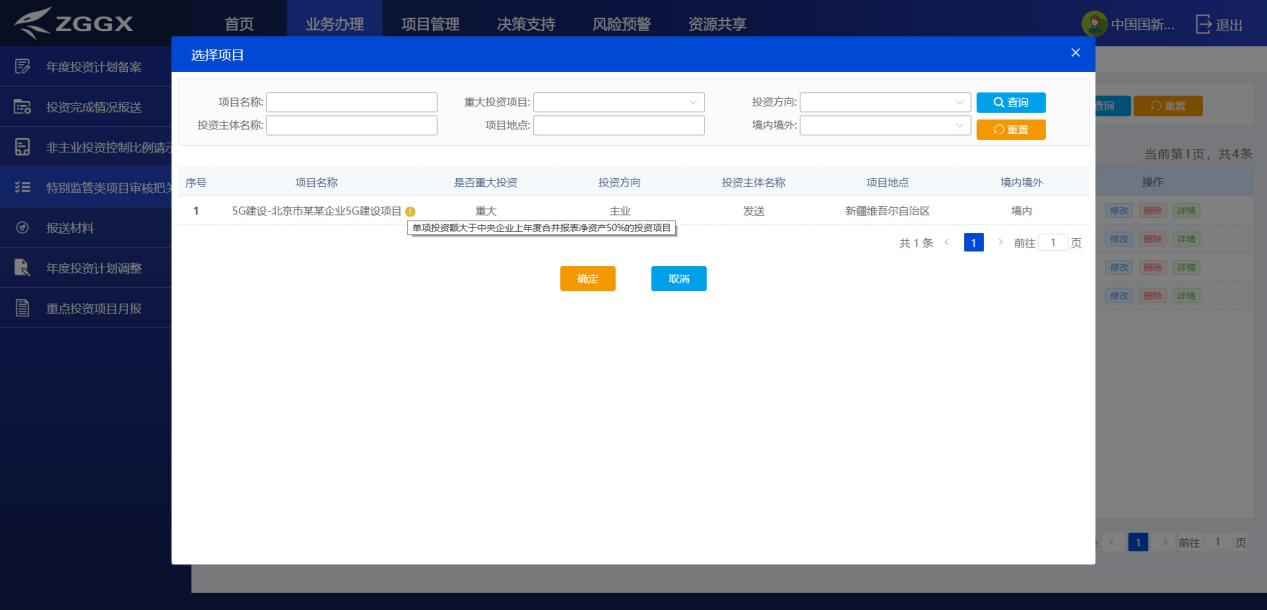 ZGGX 首页 业务办理 项目管理 决策支持 风险预警 资源共享 中国国新... 退出
年度投资计划备案
投资完成情况报送
非主业投资控制比例请示
特别监管类项目审核把关
报送材料
年度投资计划调整
重点投资项目月报
选择项目
项目名称: 重大投资项目: 投资方向: 查询
投资主体名称: 项目地点: 境内境外: 重置
序号 项目名称 是否重大投资 投资方向 投资主体名称 项目地点 境内境外
1 5G建设-北京市某某企业5G建设项目 重大 主业 发送 新疆维吾尔自治区 境内
单项投资额大于中央企业上年度合并报表净资产50%的投资项目
共 1 条 1 前往 1 页
确定 取消
查询 重置
当前第1页，共4条
操作
修改 删除 详情
修改 删除 详情
修改 删除 详情
修改 删除 详情
1 前往 1 页